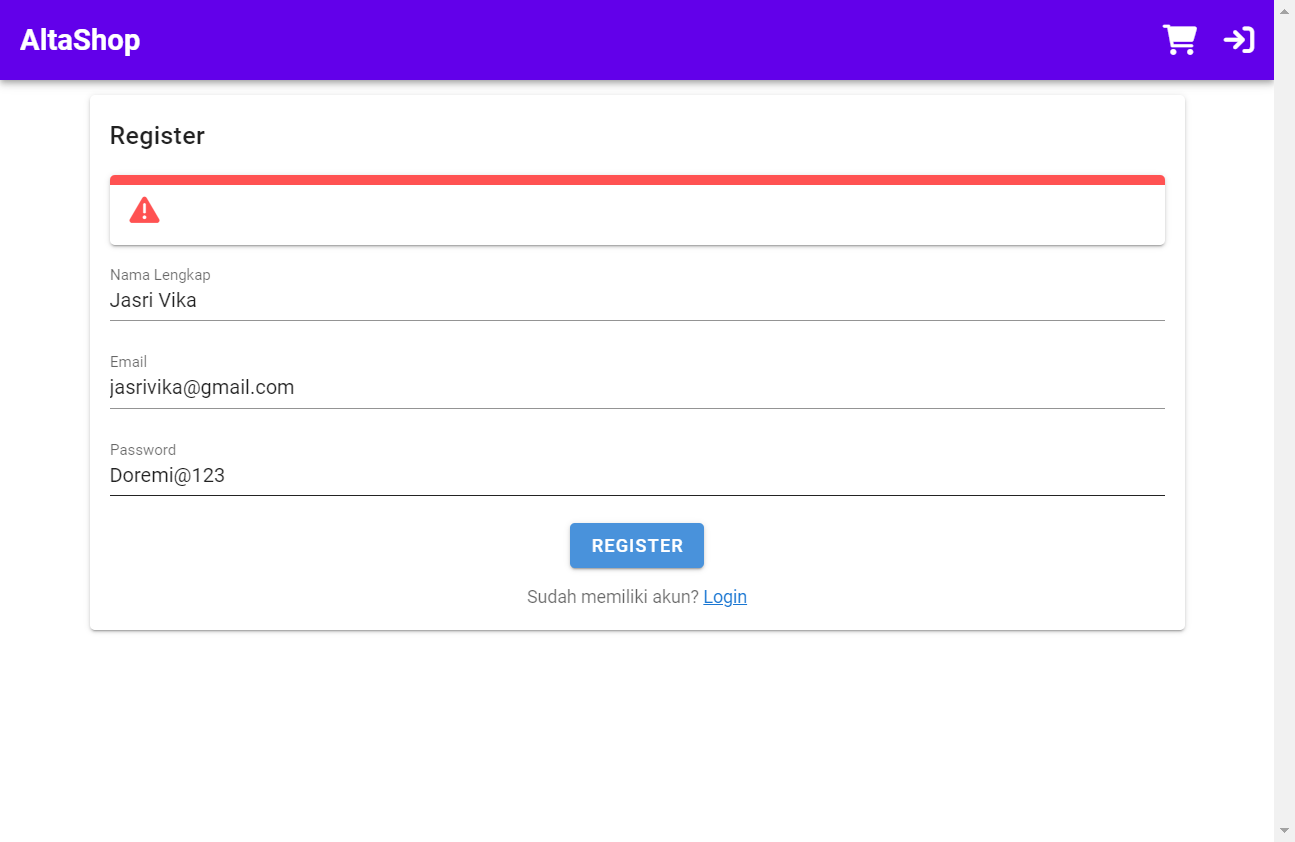 AltaShop
Register
Nama Lengkap
Jasri Vika
Email
jasrivika@gmail.com
Password
Doremi@123
REGISTER
Sudah memiliki akun? Login